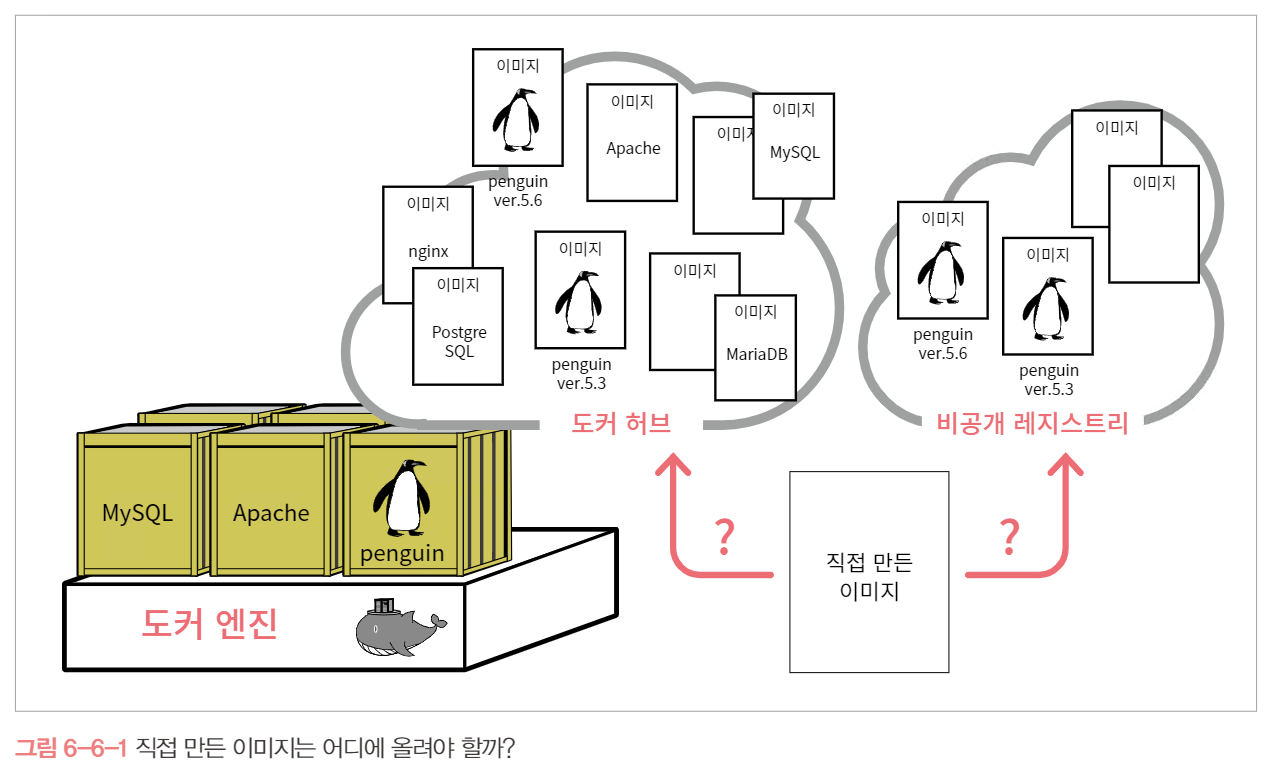 이미지
penguin
ver.5.6
이미지
Apache
이미지
이미지
MySQL
이미지
nginx
이미지
Postgre
SQL
이미지
penguin
ver.5.3
이미지
이미지
MariaDB
도커 허브
이미지
이미지
이미지
penguin
ver.5.6
이미지
penguin
ver.5.3
비공개 레지스트리
MySQL
Apache
penguin
도커 엔진
?
직접 만든
이미지
?
그림 6-6-1 직접 만든 이미지는 어디에 올려야 할까?